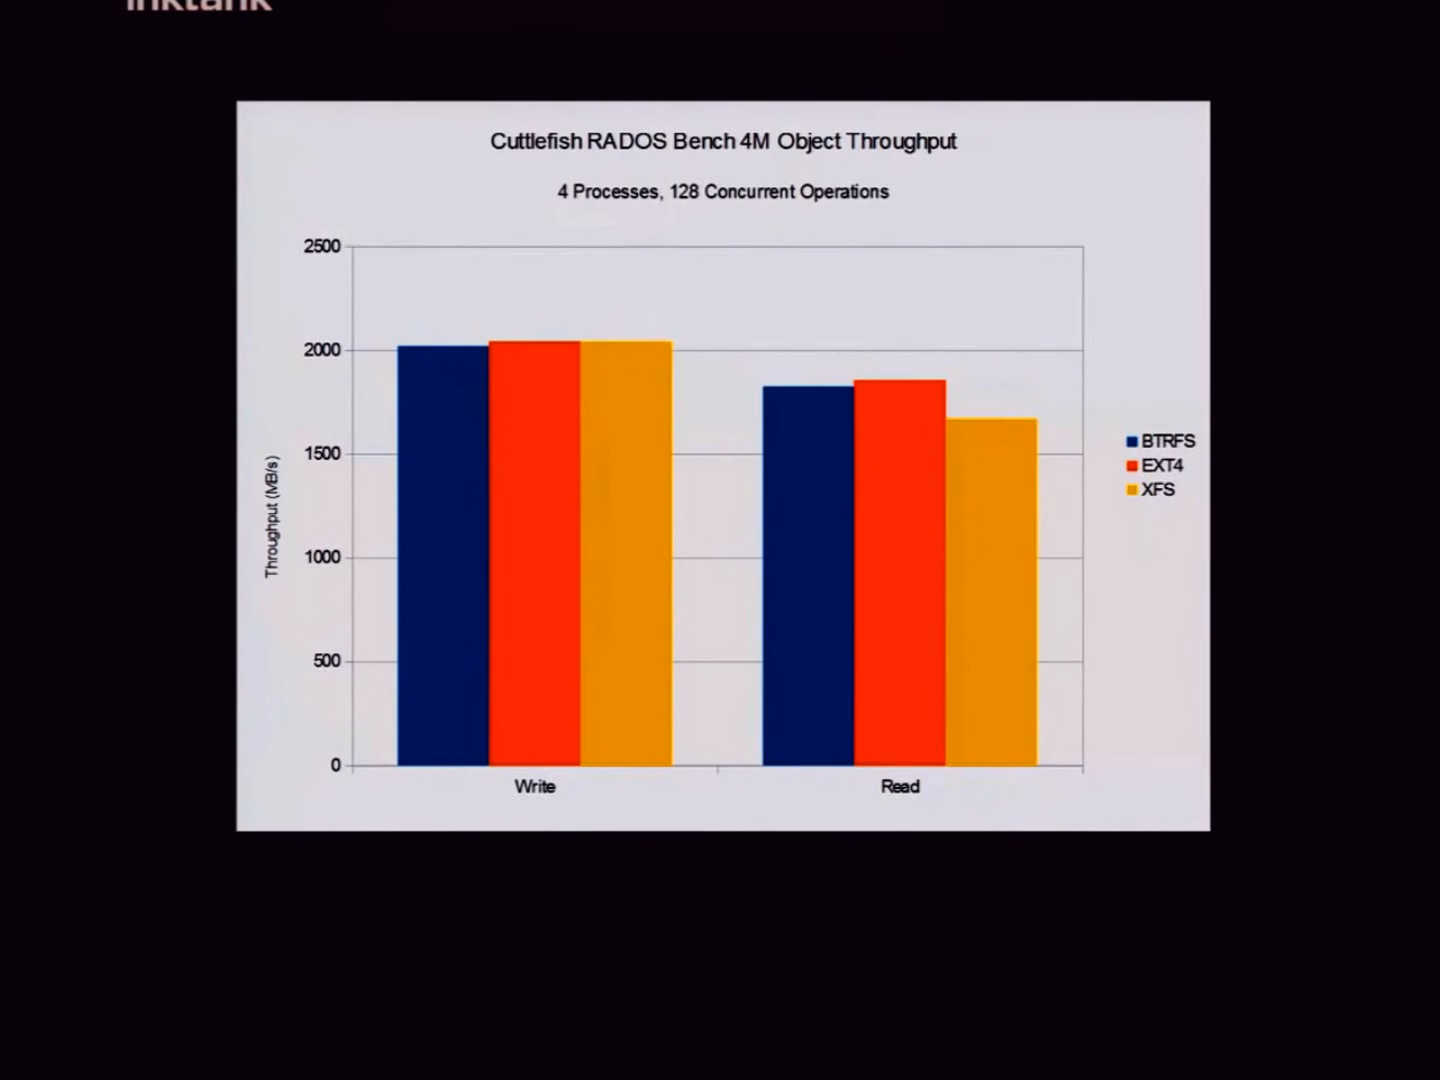 inktank
Cuttlefish RADOS Bench 4M Object Throughput
4 Processes, 128 Concurrent Operations
2500
2000
1500
1000
500
0
Throughput (MB/s)
Write
Read
BTRFS
EXT4
XFS